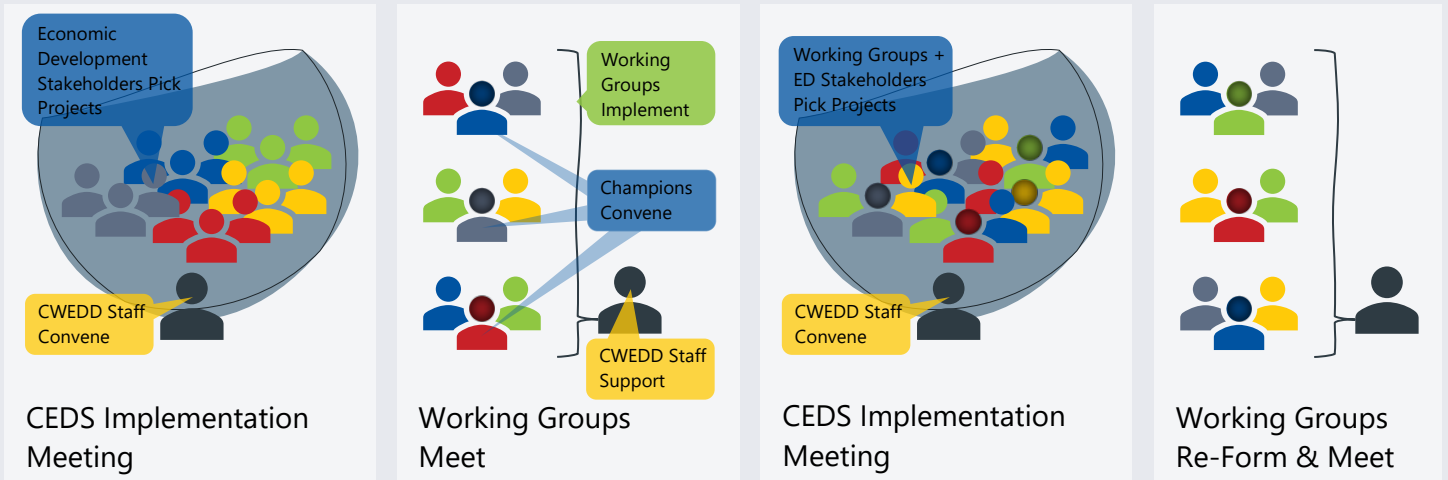 Economic
Development
Stakeholders Pick
Projects
CWEDD Staff
Convene
CEDS Implementation
Meeting
Working
Groups
Implement
Champions
Convene
CWEDD Staff
Support
Working Groups
Meet
Working Groups +
ED Stakeholders
Pick Projects
CWEDD Staff
Convene
CEDS Implementation
Meeting
Working Groups
Re-Form & Meet